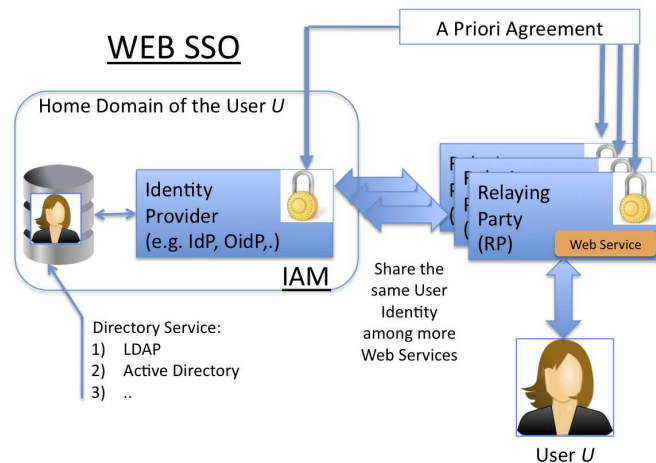 WEB SSO
A Priori Agreement
Home Domain of the User U
Identity
Provider
(e.g. IdP, OidP,.)
IAM
Relaying
Party
(RP)
Web Service
Share the
same User
Identity
among more
Web Services
Directory Service:
1) LDAP
2) Active Directory
3) ..
User U